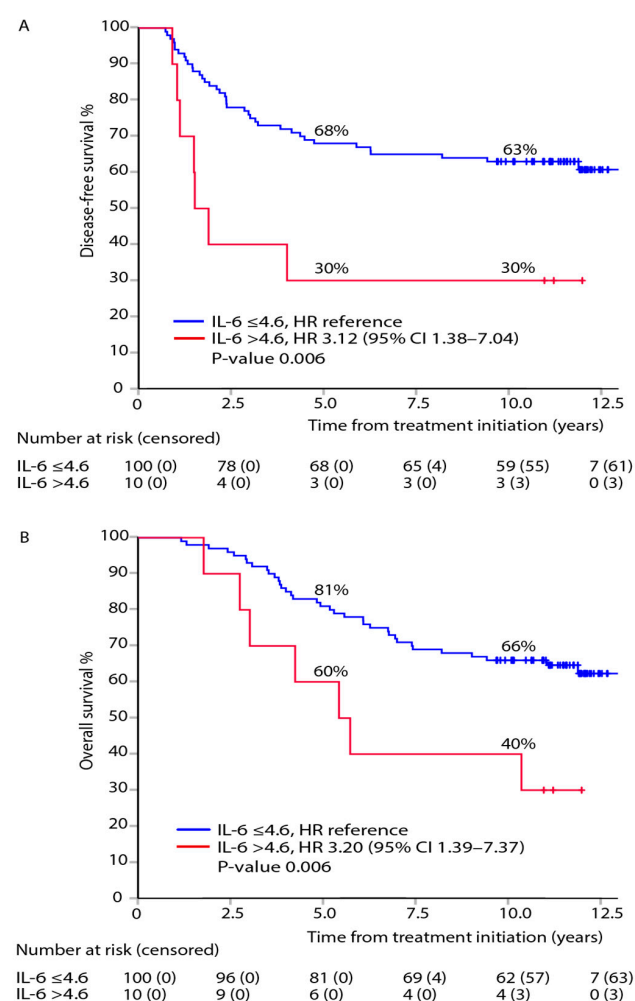 A
100
90
80
70
60
50
40
30
20
10
0
Disease-free survival %
68%
63%
30%
30%
IL-6 ≤4.6, HR reference
IL-6 >4.6, HR 3.12 (95% CI 1.38–7.04)
P-value 0.006
0 2.5 5.0 7.5 10.0 12.5
Time from treatment initiation (years)
Number at risk (censored)
IL-6 ≤4.6 100 (0) 78 (0) 68 (0) 65 (4) 59 (55) 7 (61)
IL-6 >4.6 10 (0) 4 (0) 3 (0) 3 (0) 3 (3) 0 (3)
B
100
90
80
70
60
50
40
30
20
10
0
Overall survival %
81%
66%
60%
40%
IL-6 ≤4.6, HR reference
IL-6 >4.6, HR 3.20 (95% CI 1.39–7.37)
P-value 0.006
0 2.5 5.0 7.5 10.0 12.5
Time from treatment initiation (years)
Number at risk (censored)
IL-6 ≤4.6 100 (0) 96 (0) 81 (0) 69 (4) 62 (57) 7 (63)
IL-6 >4.6 10 (0) 9 (0) 6 (0) 4 (0) 4 (3) 0 (3)